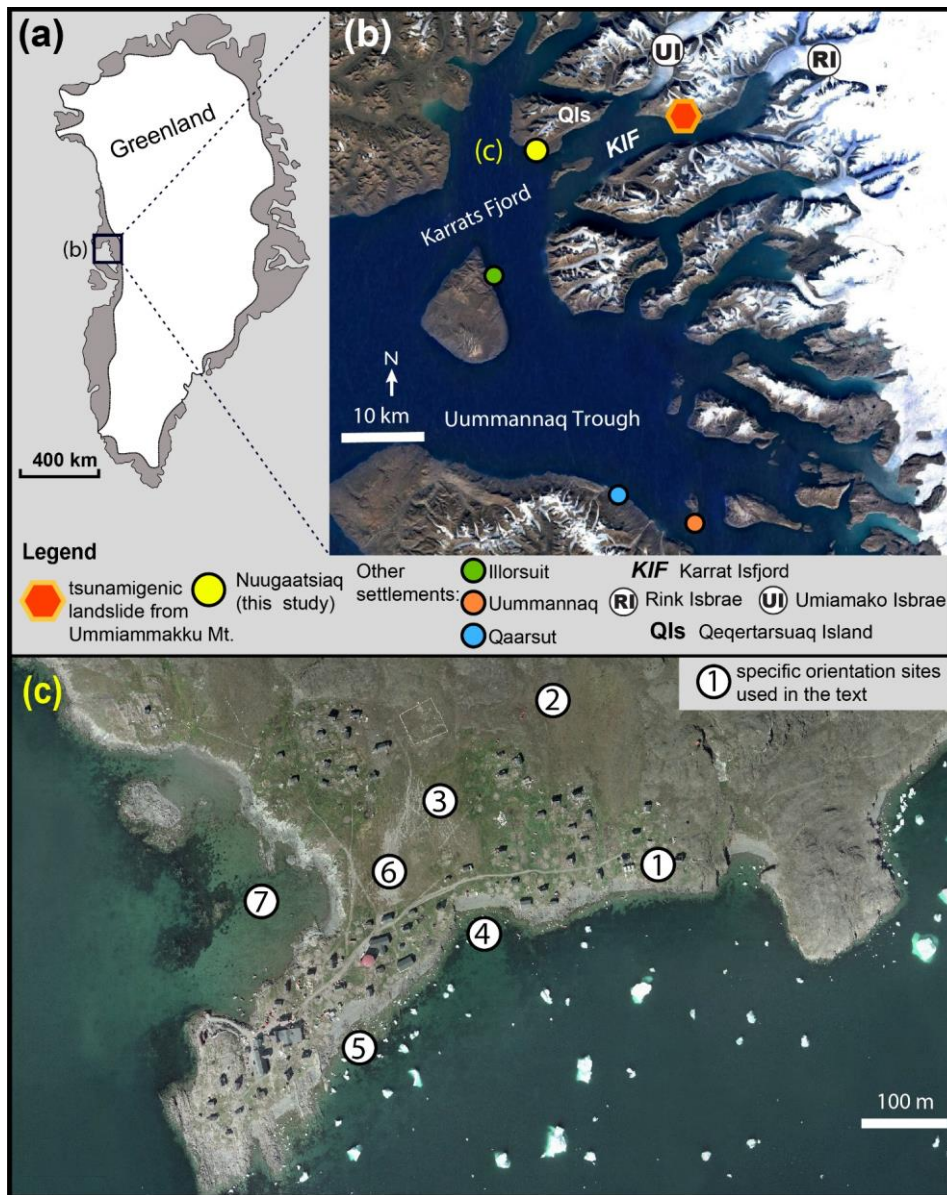 (a)
Greenland
(b)
400 km
(b)
UI
RI
QIs
KIF
(c)
Karrats Fjord
N
10 km
Uummannaq Trough
Legend
tsunamigenic
landslide from
Ummiammakku Mt.
Nuugaatsiaq
(this study)
Other
settlements:
Illorsuit
Uummannaq
Qaarsut
KIF Karrat Isfjord
RI Rink Isbrae
UI Umiamako Isbrae
QIs Qeqertarsuaq Island
(c)
1 specific orientation sites
used in the text
2
3
1
6
7
4
5
100 m